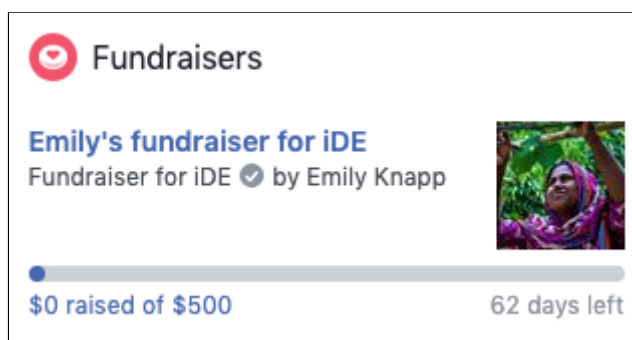 Fundraisers
Emily's fundraiser for iDE
Fundraiser for iDE by Emily Knapp
$0 raised of $500
62 days left